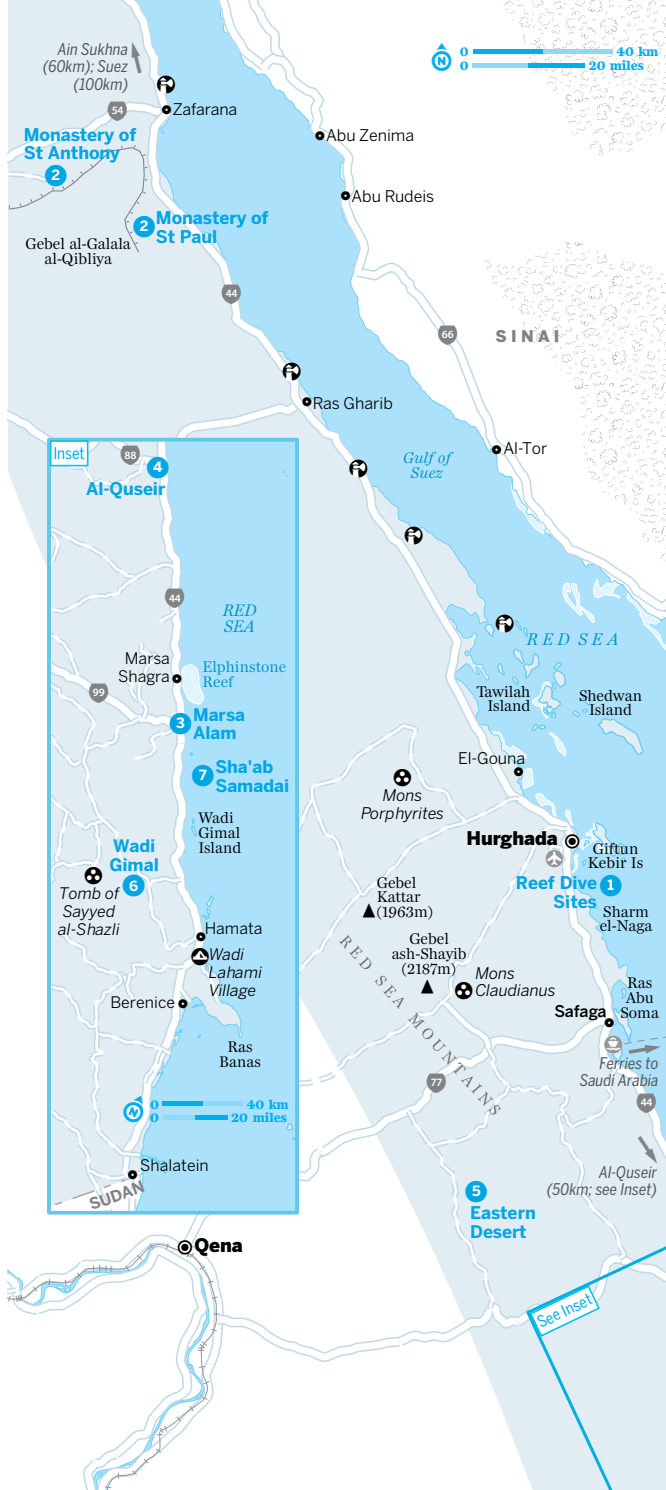 Ain Sukhna
(60km); Suez
(100km)
N
0
40 km
0
20 miles
54
Zafarana
Monastery of
St Anthony
2
Abu Zenima
Abu Rudeis
2
Monastery of
St Paul
Gebel al-Galala
al-Qibliya
44
66
SINAI
Ras Gharib
Al-Tor
Gulf of
Suez
RED SEA
Tawilah
Island
Shedwan
Island
El-Gouna
Mons
Porphyrites
Hurghada
Giftun
Kebir Is
Reef Dive
Sites
1
Gebel
Kattar
(1963m)
Sharm
el-Naga
Gebel
ash-Shayib
(2187m)
Mons
Claudianus
RED SEA MOUNTAINS
Ras
Abu
Soma
Safaga
Ferries to
Saudi Arabia
77
44
Al-Quseir
(50km; see Inset)
5
Eastern
Desert
See Inset
Qena
Inset
88
4
Al-Quseir
44
RED
SEA
Marsa
Shagra
Elphinstone
Reef
99
3
Marsa
Alam
7
Sha'ab
Samadai
Wadi
Gimal
Island
Wadi
Gimal
6
Tomb of
Sayyed
al-Shazli
Hamata
Wadi
Lahami
Village
Berenice
Ras
Banas
N
0
40 km
0
20 miles
Shalatein
SUDAN